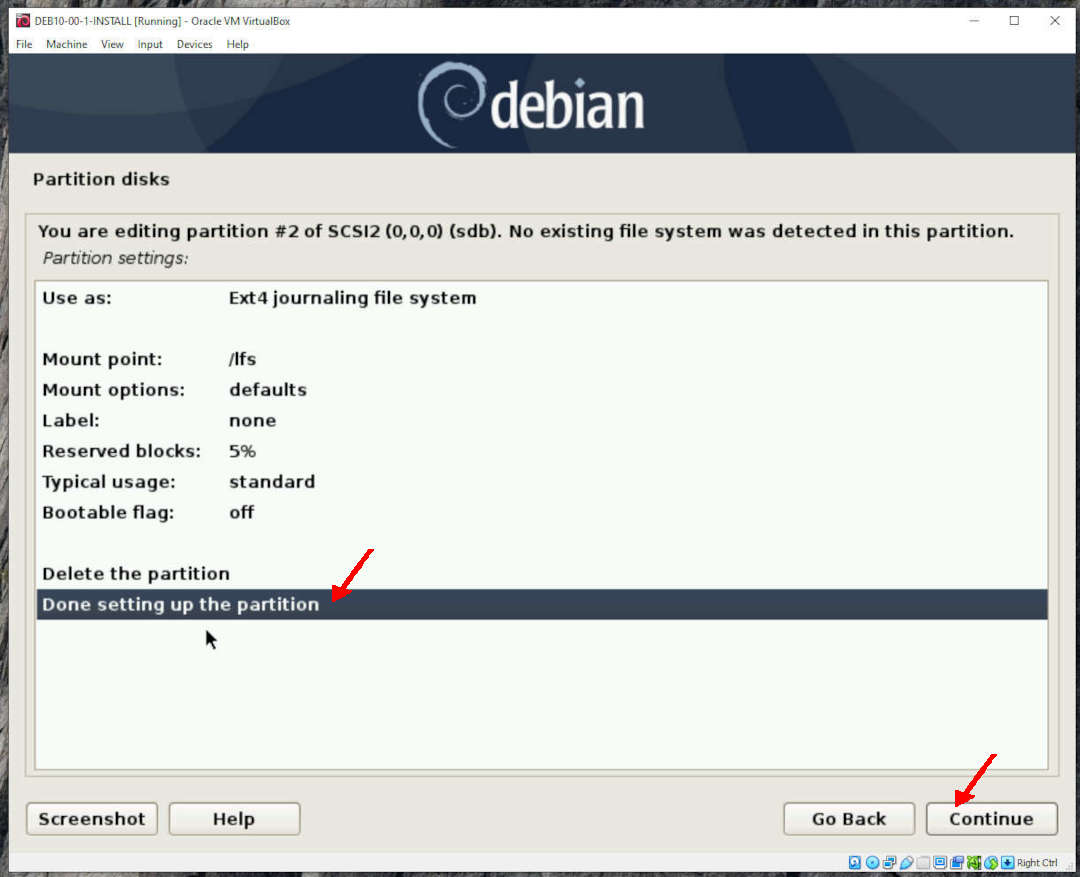 DEB10-00-1-INSTALL [Running] - Oracle VM VirtualBox
File Machine View Input Devices Help
debian
Partition disks
You are editing partition #2 of SCSI2 (0,0,0) (sdb). No existing file system was detected in this partition.
Partition settings:
Use as: Ext4 journaling file system
Mount point: /lfs
Mount options: defaults
Label: none
Reserved blocks: 5%
Typical usage: standard
Bootable flag: off
Delete the partition
Done setting up the partition
Screenshot Help Go Back Continue
Right Ctrl